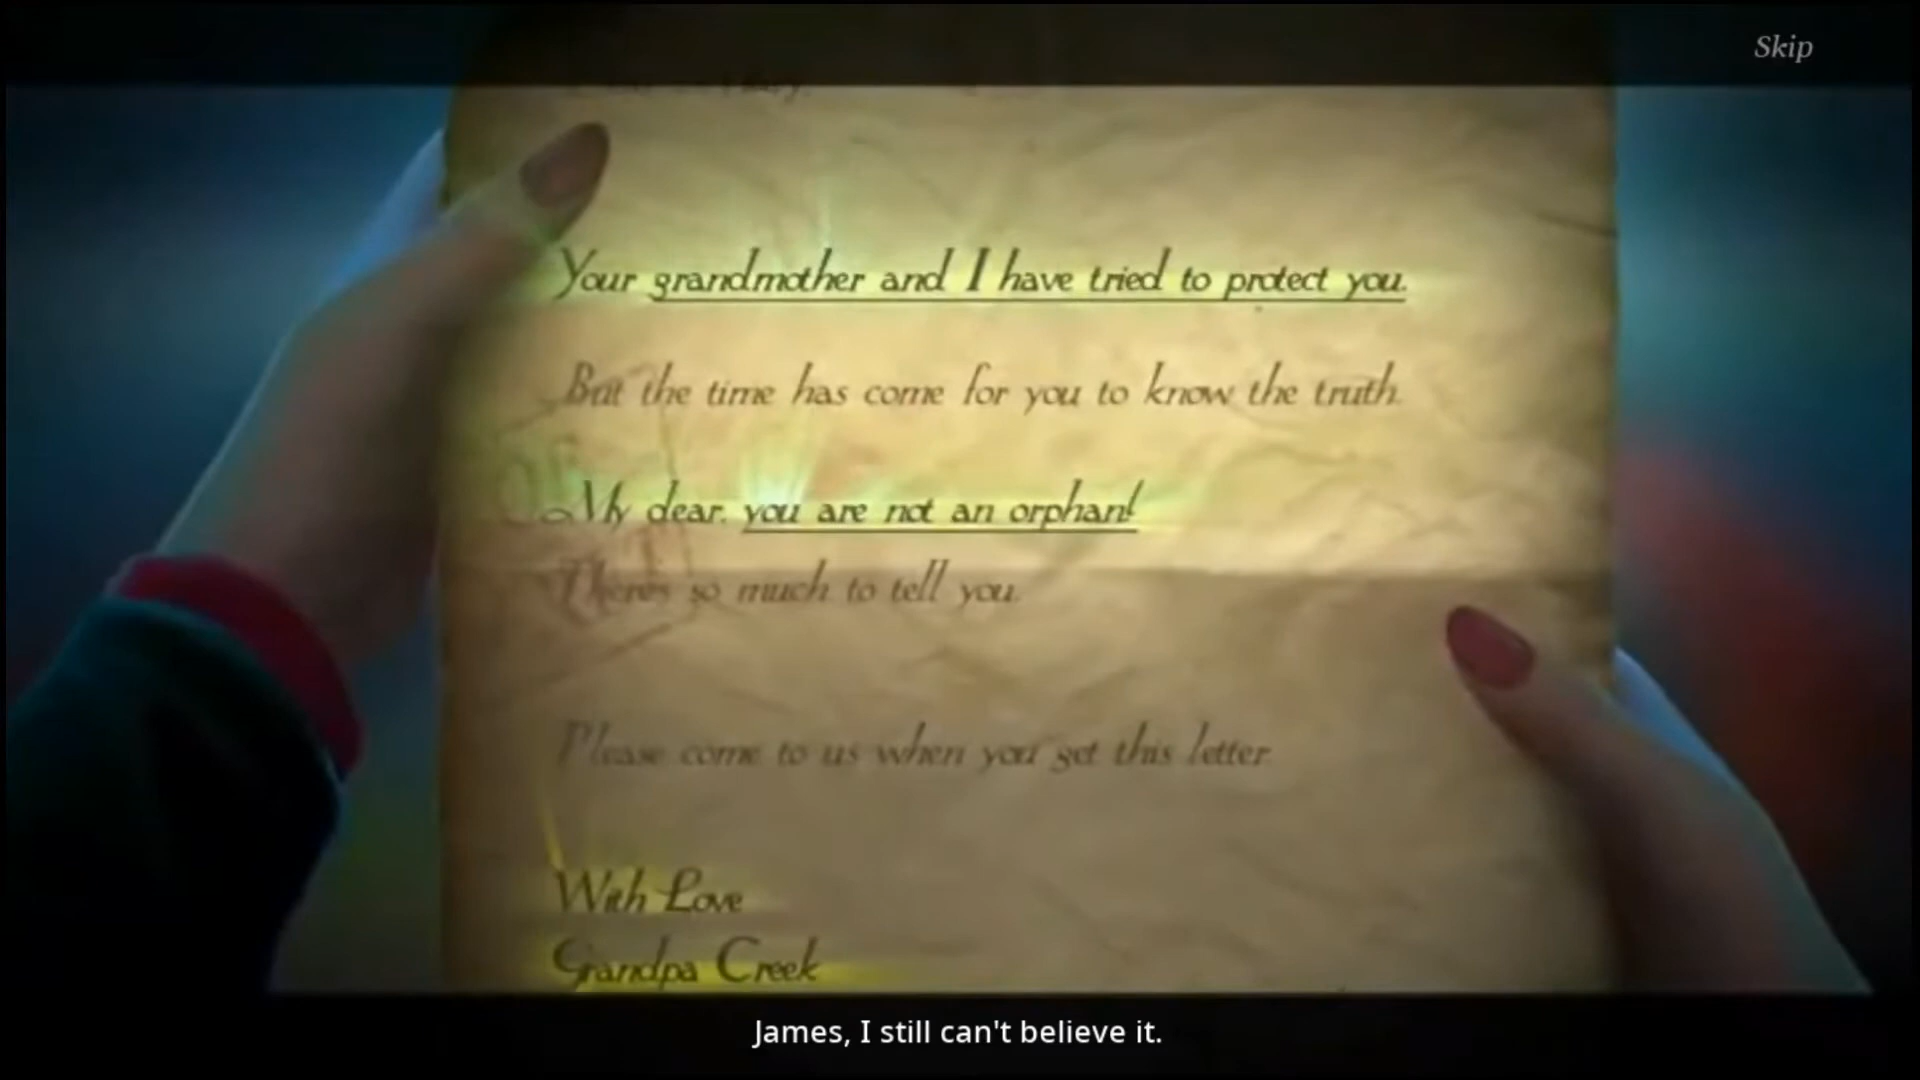 Skip
Your grandmother and I have tried to protect you.
But the time has come for you to know the truth.
My dear, you are not an orphan!
There's so much to tell you.
Please come to us when you get this letter
With Love
Grandpa Creek
James, I still can't believe it.